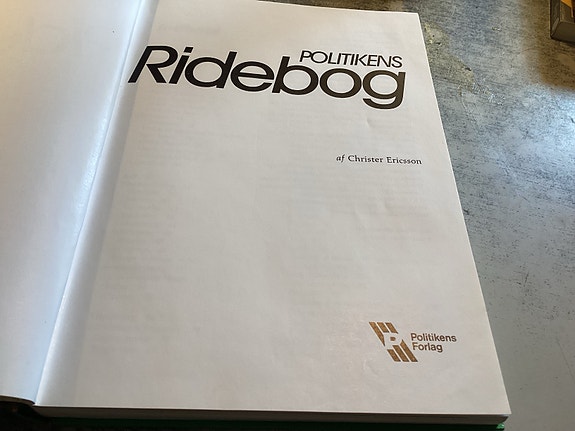 POLITIKENS
Ridebog
af Christer Ericsson
P
Politikens
Forlag